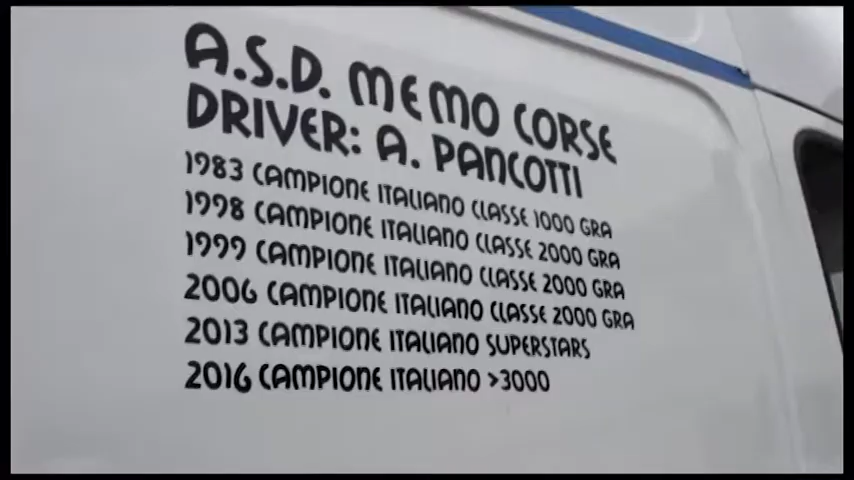 A.S.D. MEMO CORSE
DRIVER: A. PANCOTTI
1983 CAMPIONE ITALIANO CLASSE 1000 GRA
1998 CAMPIONE ITALIANO CLASSE 2000 GRA
1999 CAMPIONE ITALIANO CLASSE 2000 GRA
2006 CAMPIONE ITALIANO CLASSE 2000 GRA
2013 CAMPIONE ITALIANO SUPERSTARS
2016 CAMPIONE ITALIANO >3000